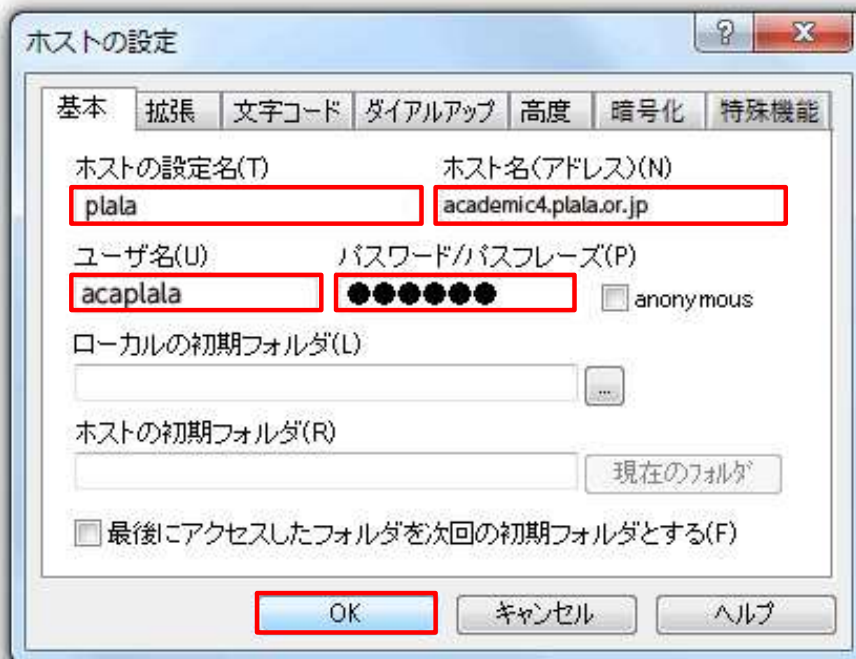 ホストの設定
?
X
基本 拡張 文字コード ダイアルアップ 高度 暗号化 特殊機能
ホストの設定名(T) ホスト名(アドレス)(N)
plala academic4.plala.or.jp
ユーザ名(U) パスワード/パスフレーズ(P)
acaplala ●●●●●● anonymous
ローカルの初期フォルダ(L)
...
ホストの初期フォルダ(R)
現在のフォルダ
最後にアクセスしたフォルダを次回の初期フォルダとする(F)
OK キャンセル ヘルプ